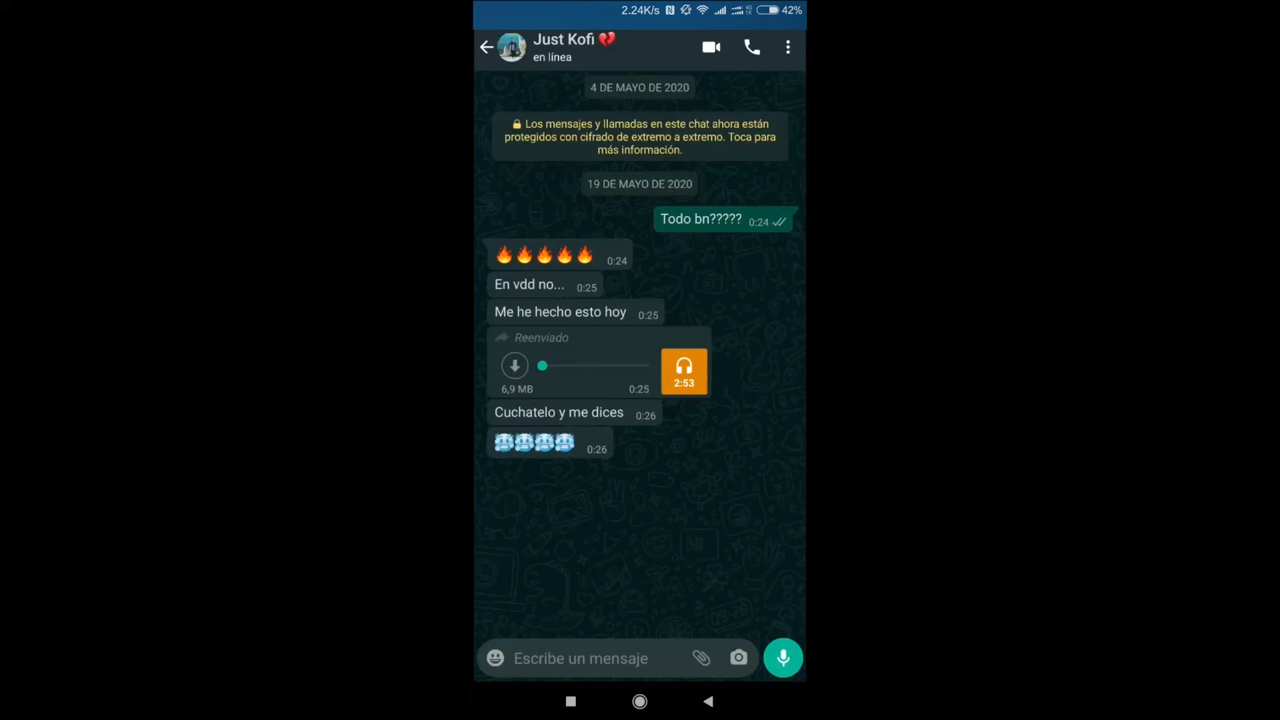 2.24K/s 42%
Just Kofi 💔
en línea
4 DE MAYO DE 2020
Los mensajes y llamadas en este chat ahora están
protegidos con cifrado de extremo a extremo. Toca para
más información.
19 DE MAYO DE 2020
Todo bn????? 0:24
🔥🔥🔥🔥🔥 0:24
En vdd no... 0:25
Me he hecho esto hoy 0:25
Reenviado
2:53
6,9 MB 0:25
Cuchatelo y me dices 0:26
🥶🥶🥶🥶 0:26
Escribe un mensaje